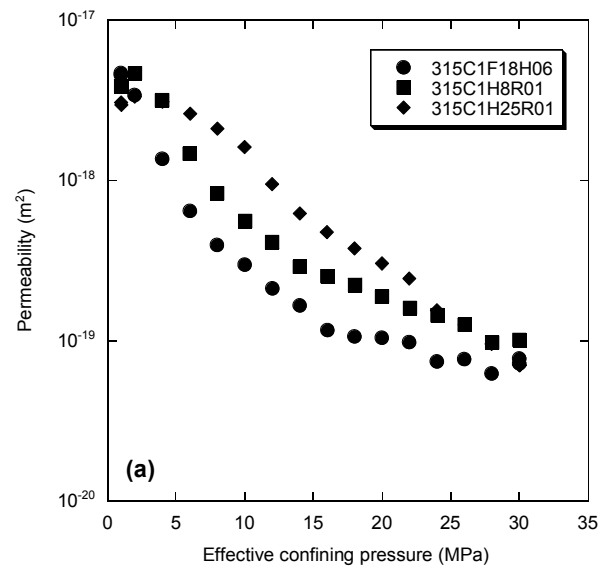 10⁻¹⁷
315C1F18H06
315C1H8R01
315C1H25R01
10⁻¹⁸
Permeability (m²)
10⁻¹⁹
(a)
10⁻²⁰
0 5 10 15 20 25 30 35
Effective confining pressure (MPa)